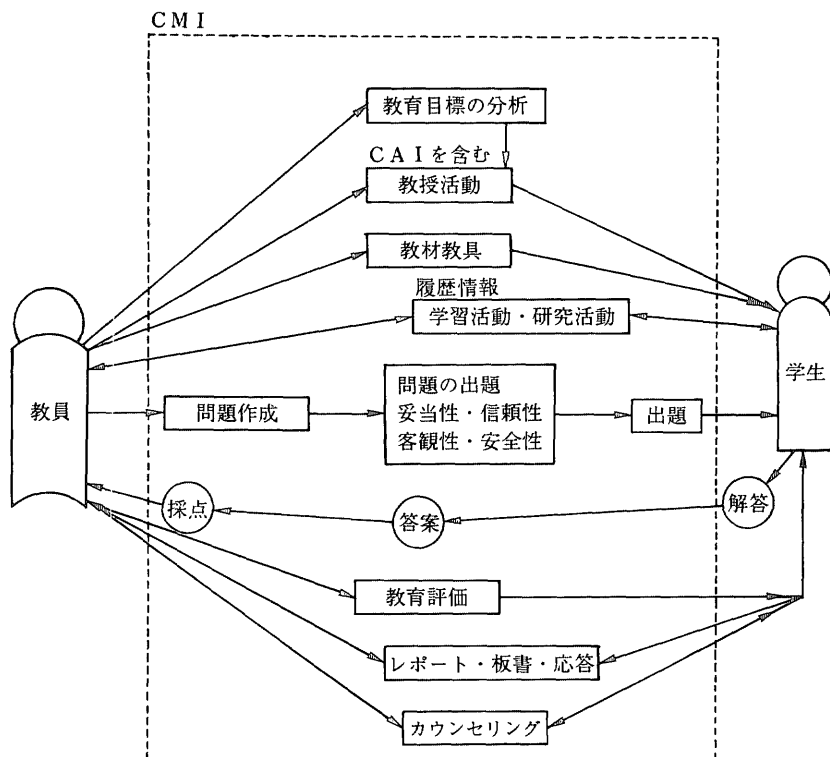 CMI
教育目標の分析
CAIを含む
教授活動
教材教具
履歴情報
学習活動・研究活動
教員
学生
問題作成
問題の出題
妥当性・信頼性
客観性・安全性
出題
採点
答案
解答
教育評価
レポート・板書・応答
カウンセリング